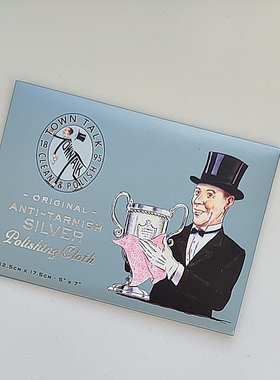 TOWN TALK
18 95
CLEAN & POLISH
- ORIGINAL -
ANTI-TARNISH
SILVER
Polishing Cloth
12.5cm x 17.5cm - 5" x 7"